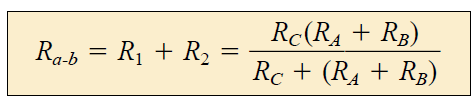 R_{a-b} = R_1 + R_2 = \frac{R_C(R_A + R_B)}{R_C + (R_A + R_B)}